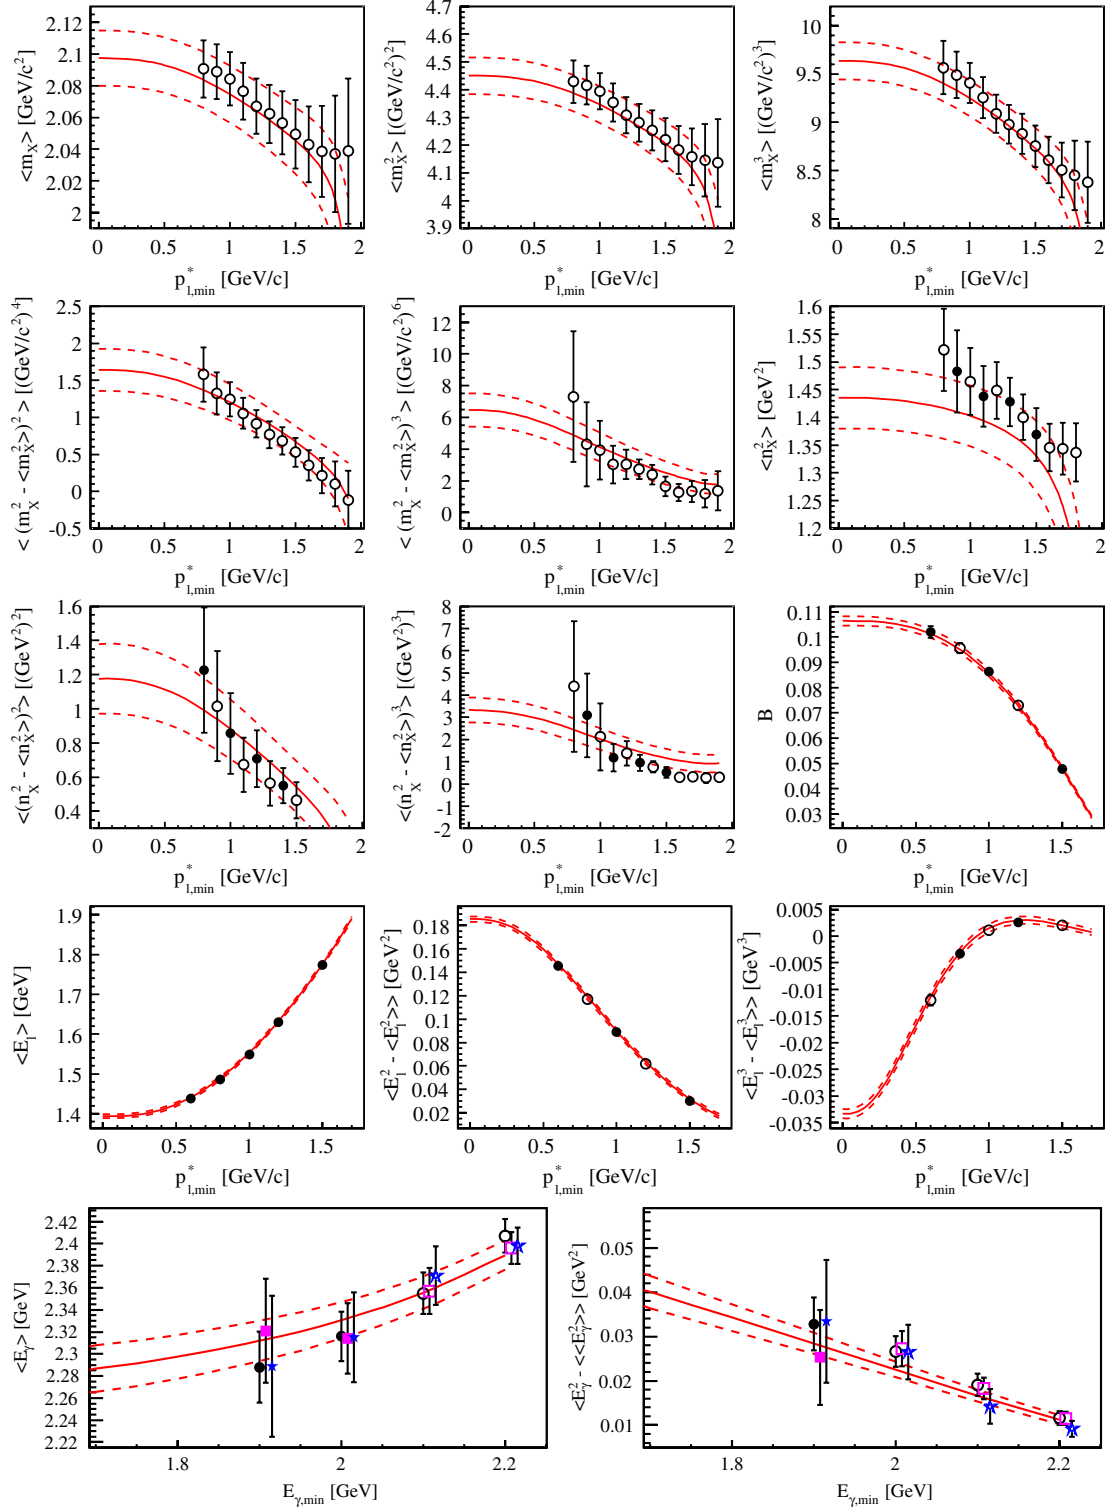 <m_X> [GeV/c²]
2.12
2.1
2.08
2.06
2.04
2.02
2
0 0.5 1 1.5 2
p*_l,min [GeV/c]
<m²_X> [(GeV/c²)²]
4.7
4.6
4.5
4.4
4.3
4.2
4.1
4
3.9
0 0.5 1 1.5 2
p*_l,min [GeV/c]
<m³_X> [(GeV/c²)³]
10
9.5
9
8.5
8
0 0.5 1 1.5 2
p*_l,min [GeV/c]
< (m²_X - <m²_X>)² > [(GeV/c²)⁴]
2.5
2
1.5
1
0.5
0
-0.5
0 0.5 1 1.5 2
p*_l,min [GeV/c]
< (m²_X - <m²_X>)³ > [(GeV/c²)⁶]
12
10
8
6
4
2
0
0 0.5 1 1.5 2
p*_l,min [GeV/c]
<n²_X> [GeV²]
1.6
1.55
1.5
1.45
1.4
1.35
1.3
1.25
1.2
0 0.5 1 1.5 2
p*_l,min [GeV/c]
<(n²_X - <n²_X>)²> [(GeV²)²]
1.6
1.4
1.2
1
0.8
0.6
0.4
0 0.5 1 1.5 2
p*_l,min [GeV/c]
<(n²_X - <n²_X>)³> [(GeV²)³]
8
7
6
5
4
3
2
1
0
-1
-2
0 0.5 1 1.5 2
p*_l,min [GeV/c]
B
0.11
0.1
0.09
0.08
0.07
0.06
0.05
0.04
0.03
0 0.5 1 1.5
p*_l,min [GeV/c]
<E_l> [GeV]
1.9
1.8
1.7
1.6
1.5
1.4
0 0.5 1 1.5
p*_l,min [GeV/c]
<E²_l - <E²_l>> [GeV²]
0.18
0.16
0.14
0.12
0.1
0.08
0.06
0.04
0.02
0 0.5 1 1.5
p*_l,min [GeV/c]
<E³_l - <E³_l>> [GeV³]
0.005
0
-0.005
-0.01
-0.015
-0.02
-0.025
-0.03
-0.035
0 0.5 1 1.5
p*_l,min [GeV/c]
<E_γ> [GeV]
2.42
2.4
2.38
2.36
2.34
2.32
2.3
2.28
2.26
2.24
2.22
1.8 2 2.2
E_γ,min [GeV]
<E²_γ - <<E²_γ>> [GeV²]
0.05
0.04
0.03
0.02
0.01
1.8 2 2.2
E_γ,min [GeV]